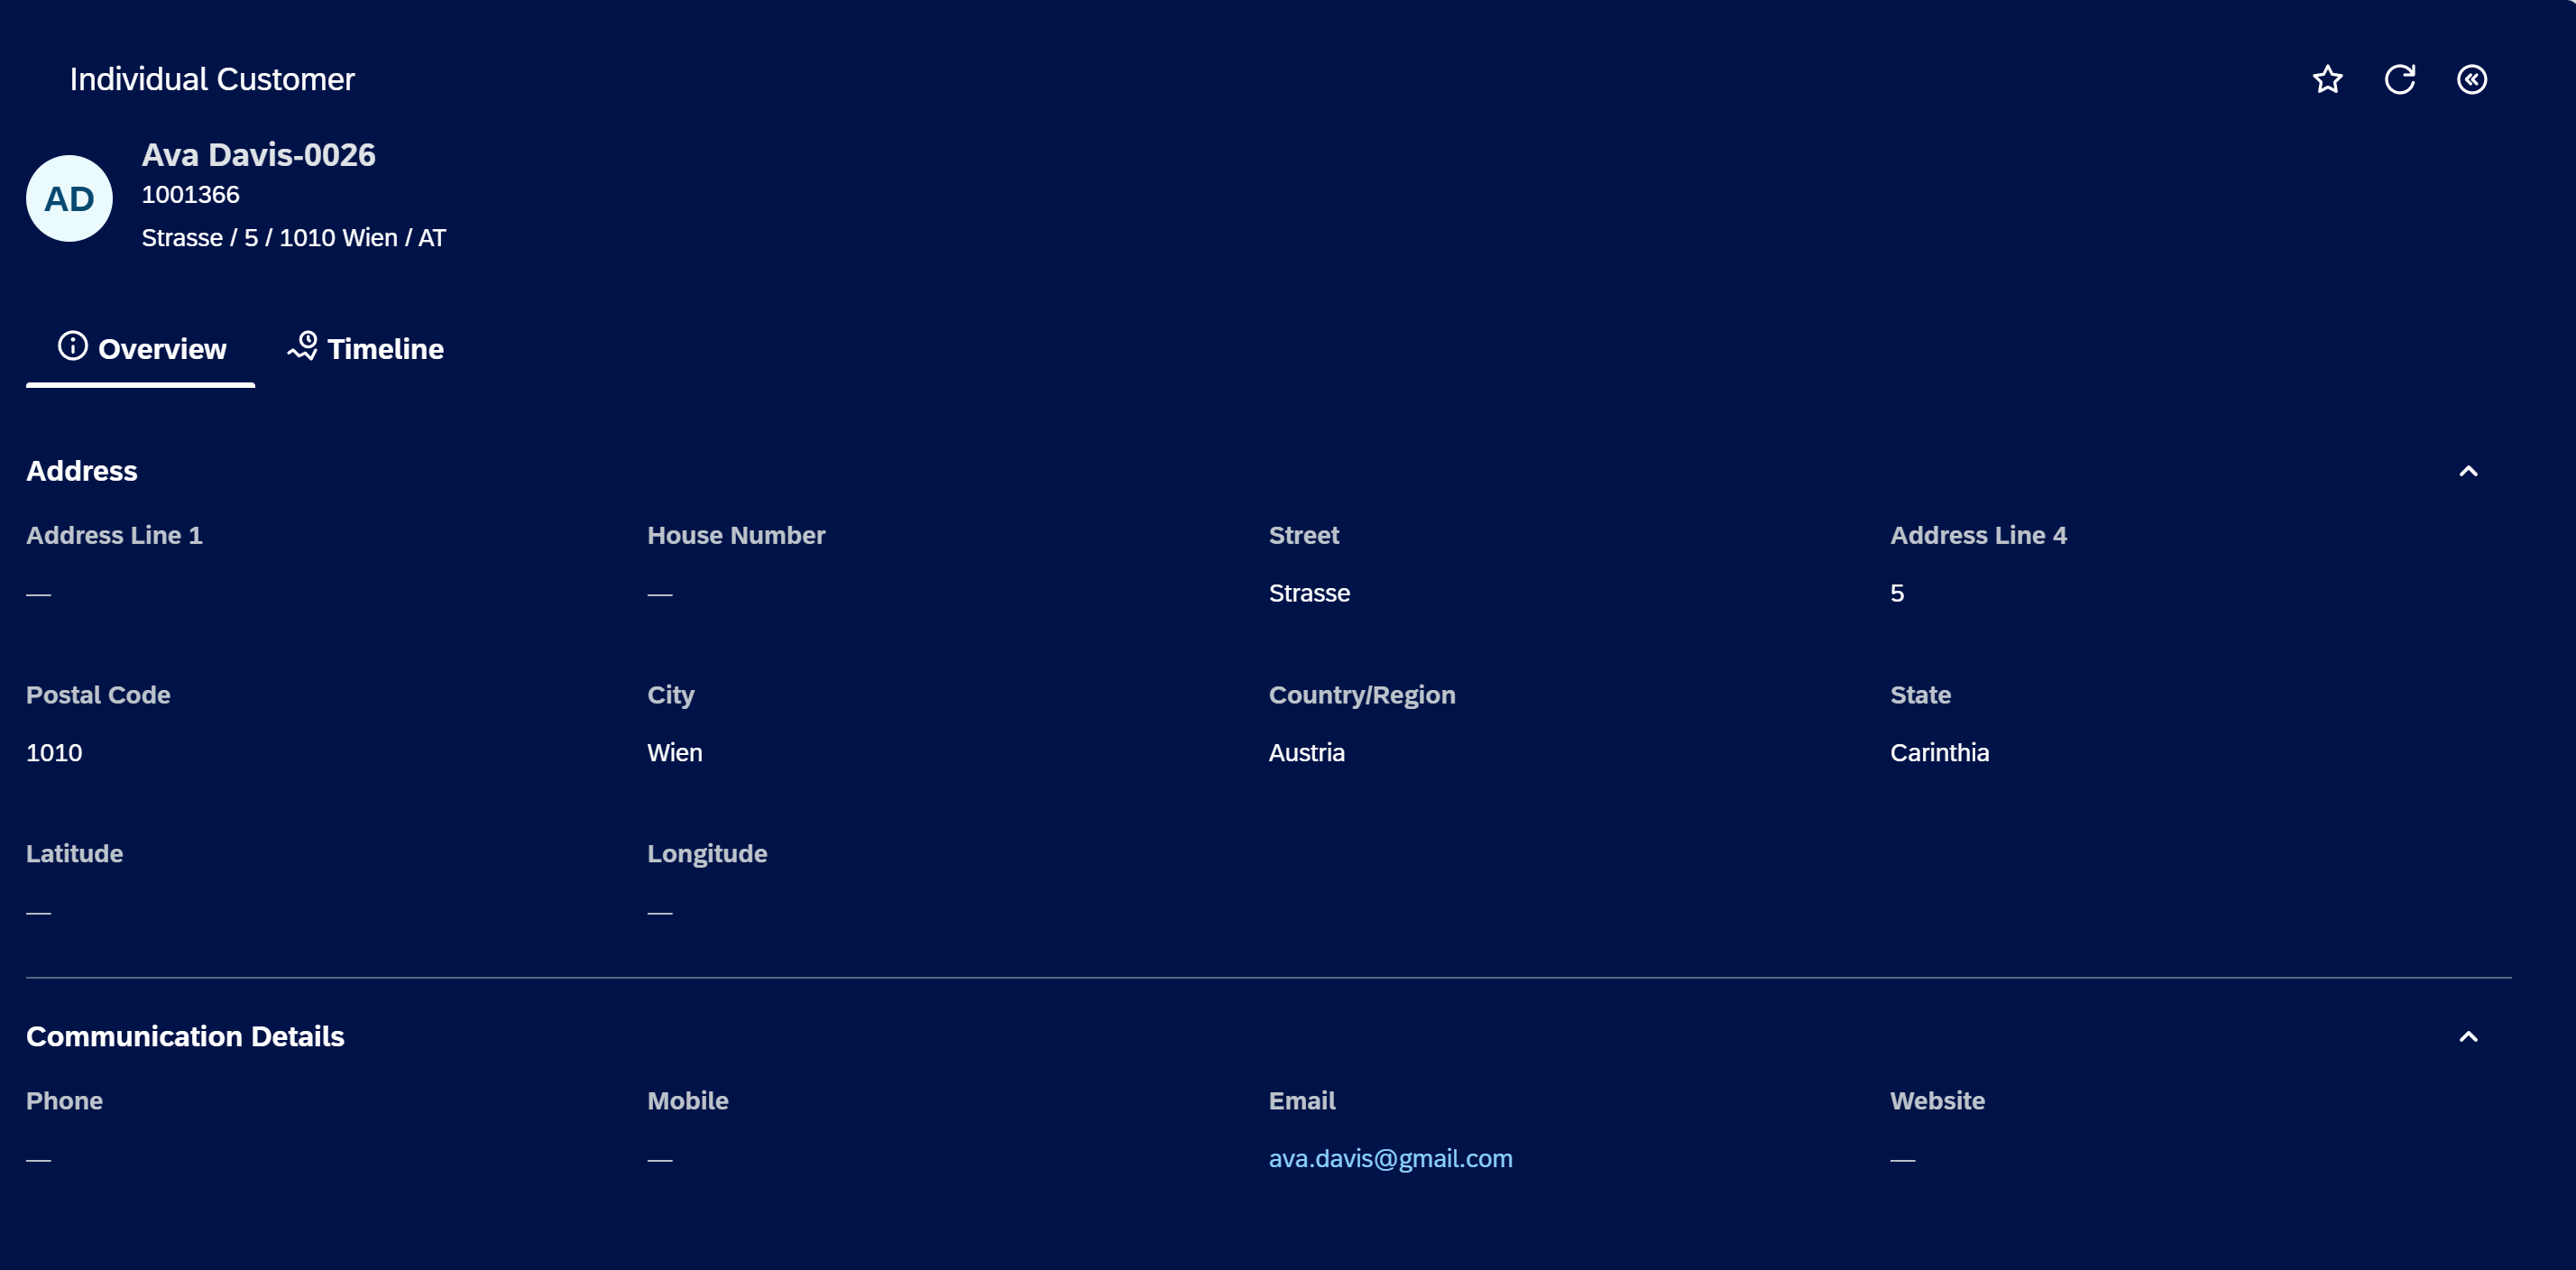 Individual Customer
AD
Ava Davis-0026
1001366
Strasse / 5 / 1010 Wien / AT
Overview Timeline
Address
Address Line 1 House Number Street Address Line 4
— — Strasse 5
Postal Code City Country/Region State
1010 Wien Austria Carinthia
Latitude Longitude
— —
Communication Details
Phone Mobile Email Website
— — ava.davis@gmail.com —